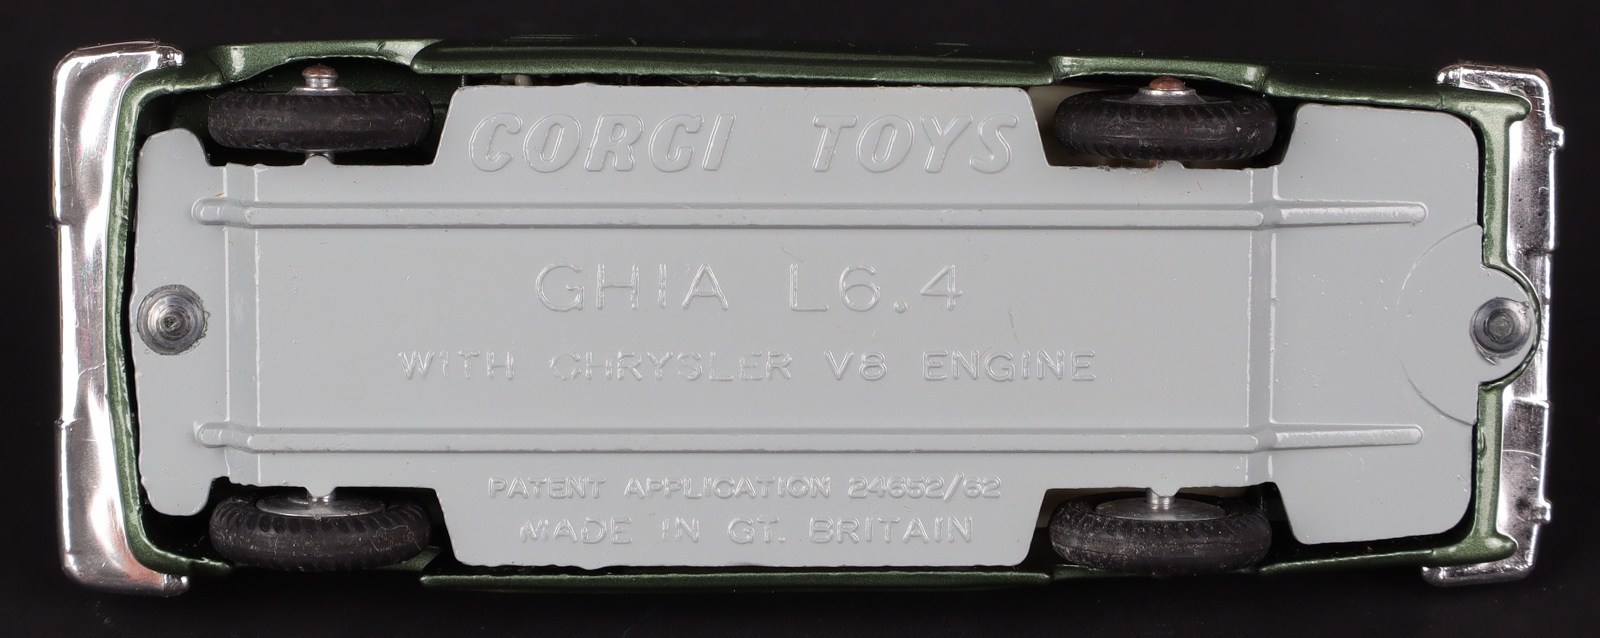 CORGI TOYS
GHIA L6.4
WITH CHRYSLER V8 ENGINE
PATENT APPLICATION 24652/62
MADE IN GT. BRITAIN